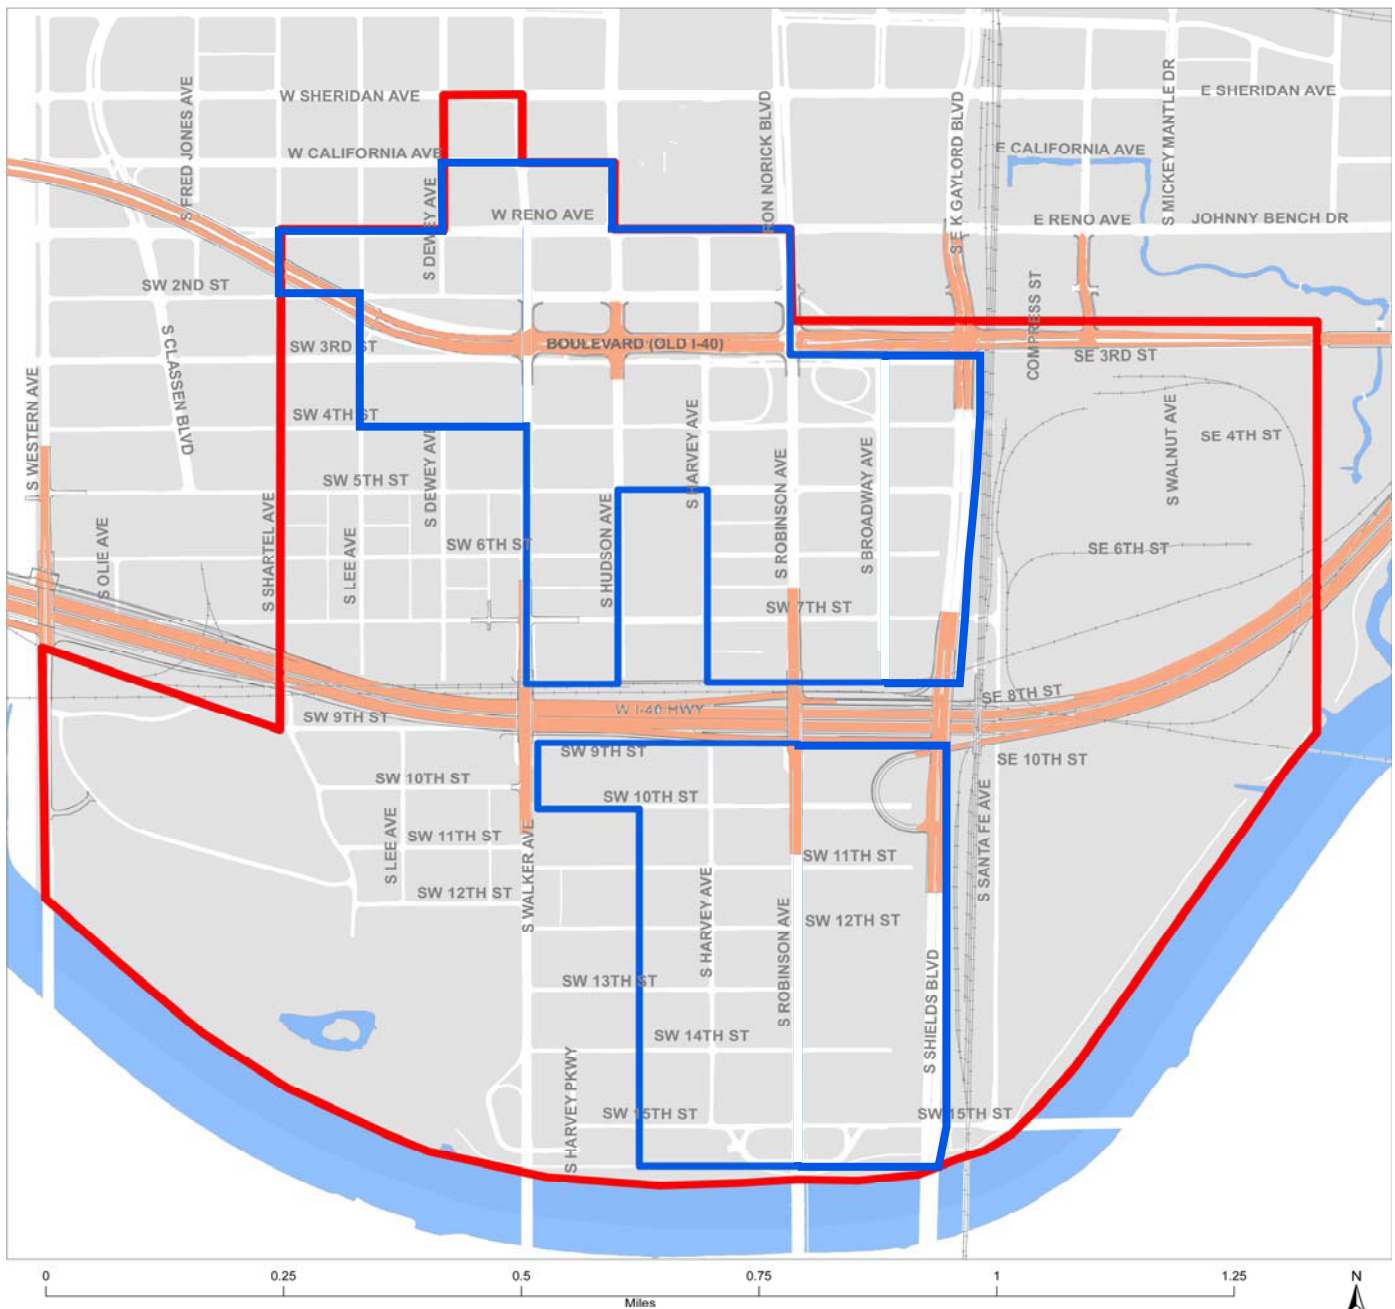 W SHERIDAN AVE
E SHERIDAN AVE
S FRED JONES AVE
RON NORICK BLVD
S E K GAYLORD BLVD
S MICKEY MANTLE DR
W CALIFORNIA AVE
E CALIFORNIA AVE
S DEWEY AVE
W RENO AVE
E RENO AVE
JOHNNY BENCH DR
SW 2ND ST
COMPRESS ST
S CLASSEN BLVD
SW 3RD ST
BOULEVARD (OLD I-40)
SE 3RD ST
S WESTERN AVE
SW 4TH ST
S DEWEY AVE
S HARVEY AVE
S ROBINSON AVE
S BROADWAY AVE
S WALNUT AVE
SE 4TH ST
SW 5TH ST
S OLIE AVE
S SHARTEL AVE
S LEE AVE
SW 6TH ST
S HUDSON AVE
SE 6TH ST
SW 7TH ST
SE 8TH ST
SW 9TH ST
W I-40 HWY
SW 9TH ST
SE 10TH ST
SW 10TH ST
SW 10TH ST
S SANTA FE AVE
S LEE AVE
SW 11TH ST
S WALKER AVE
SW 11TH ST
SW 12TH ST
S HARVEY AVE
S ROBINSON AVE
SW 12TH ST
SW 13TH ST
S SHIELDS BLVD
SW 14TH ST
S HARVEY PKWY
SW 15TH ST
SW 15TH ST
0 0.25 0.5 0.75 1 1.25
Miles
N